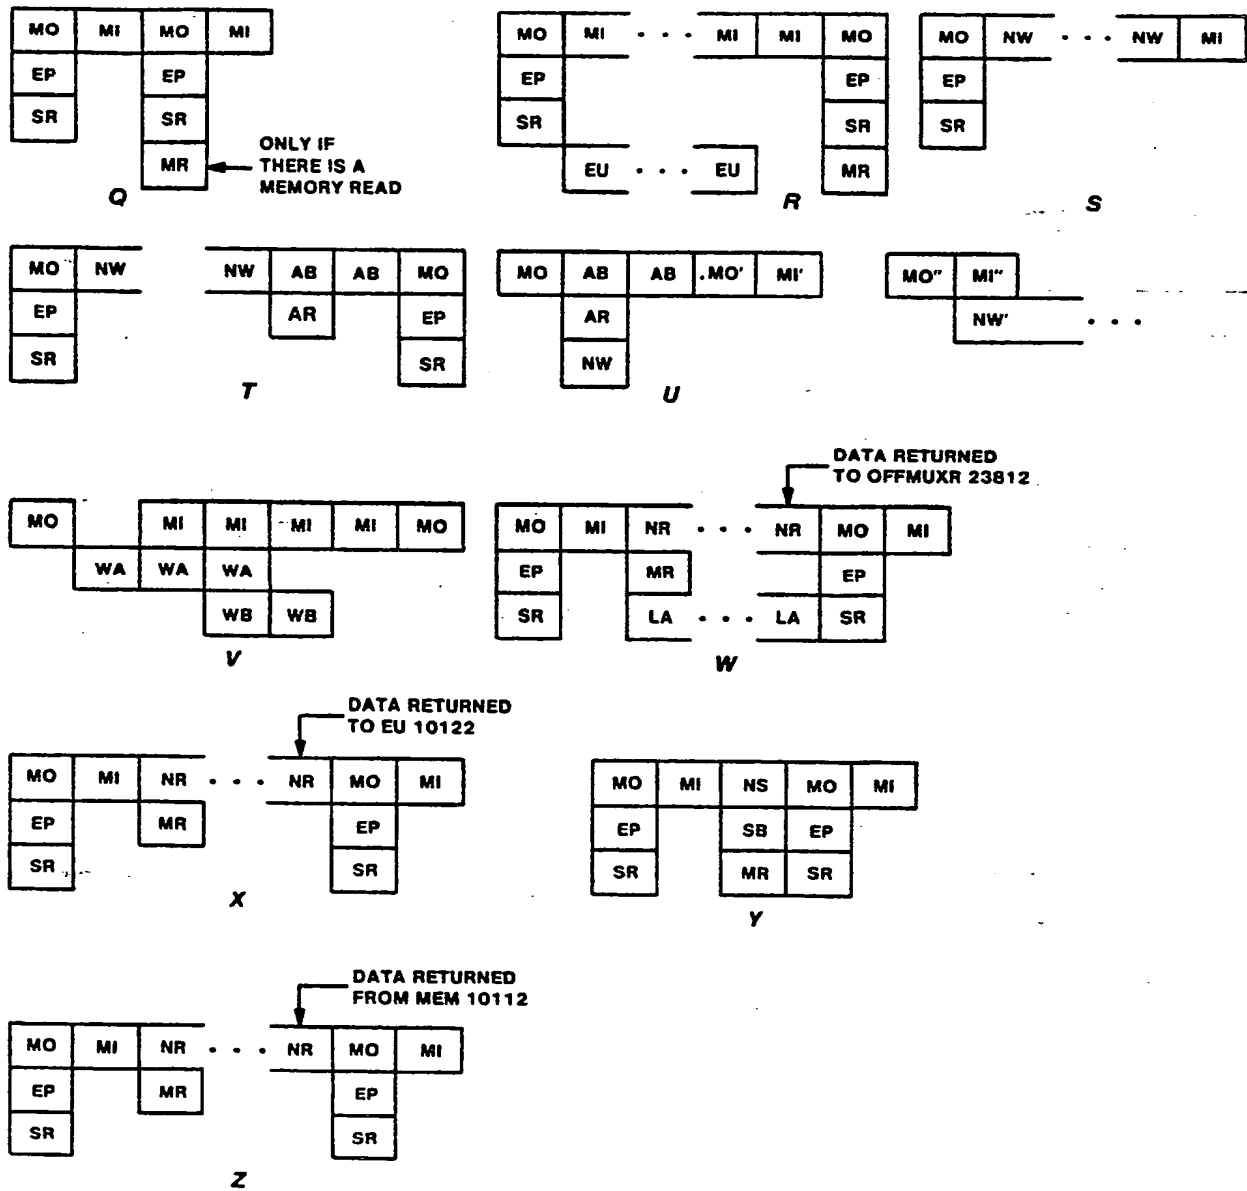 MO MI MO MI
EP EP
SR SR
MR
ONLY IF
THERE IS A
MEMORY READ
Q
MO MI • • • MI MI MO
EP EP
SR SR
EU • • • EU MR
R
MO NW • • • NW MI
EP
SR
S
MO NW NW AB AB MO
EP AR EP
SR SR
T
MO AB AB MO' MI'
AR
NW
U
MO" MI"
NW' • • •
MO MI MI MI MI MO
WA WA WA
WB WB
V
DATA RETURNED
TO OFFMUXR 23812
MO MI NR • • • NR MO MI
EP MR EP
SR LA • • • LA SR
W
DATA RETURNED
TO EU 10122
MO MI NR • • • NR MO MI
EP MR EP
SR SR
X
MO MI NS MO MI
EP SB EP
SR MR SR
Y
DATA RETURNED
FROM MEM 10112
MO MI NR • • • NR MO MI
EP MR EP
SR SR
Z